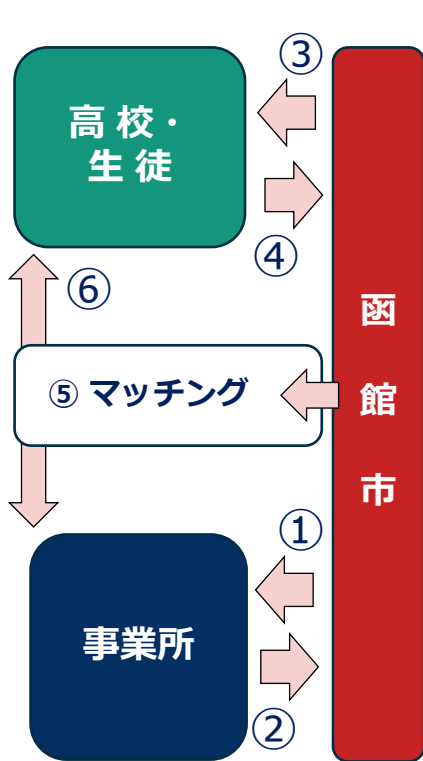 ③
高校・
生徒
④
⑥
函
館
市
⑤ マッチング
①
事業所
②